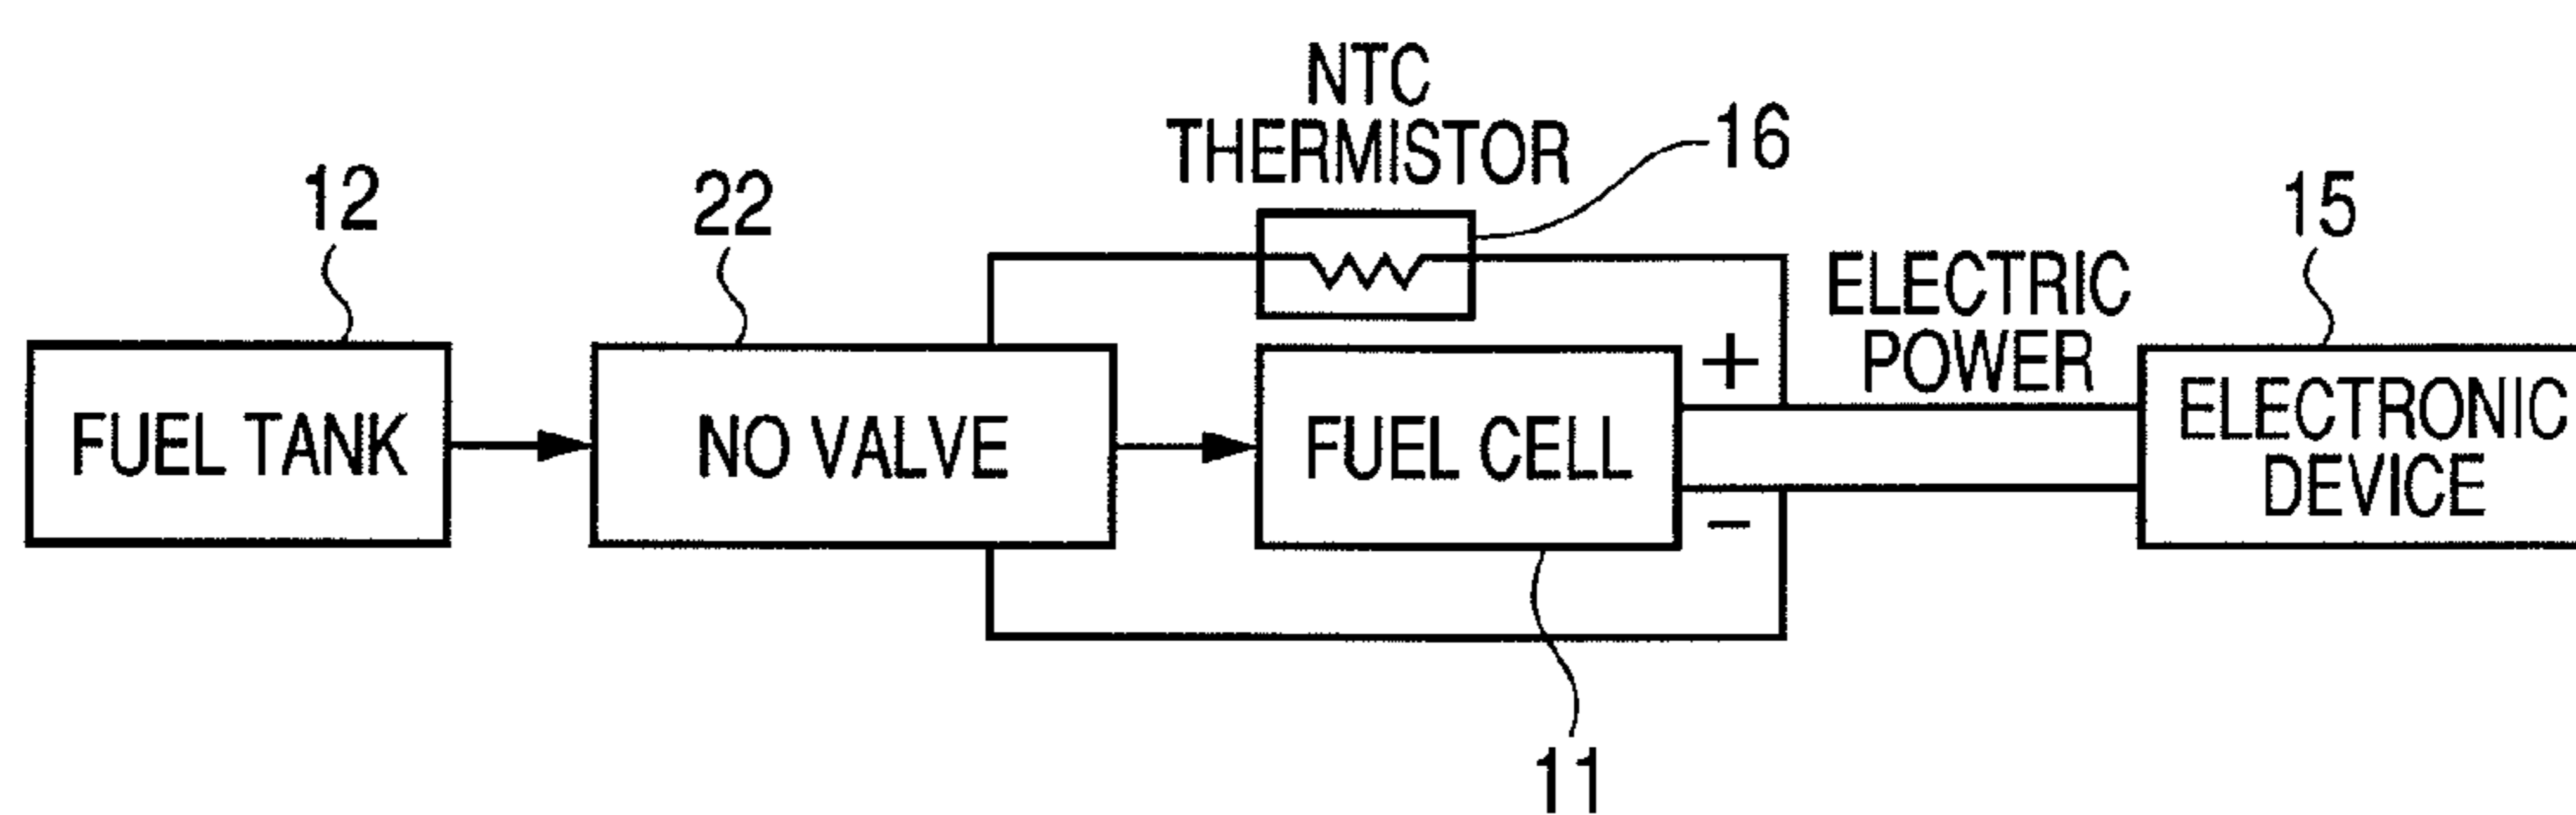 NTC
THERMISTOR
16
12
22
15
ELECTRIC
POWER
+
FUEL TANK
NO VALVE
FUEL CELL
ELECTRONIC
DEVICE
−
11